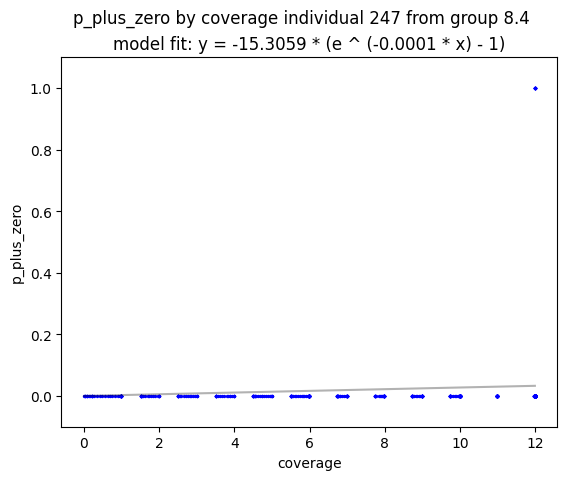 p_plus_zero by coverage individual 247 from group 8.4
model fit: y = -15.3059 * (e ^ (-0.0001 * x) - 1)
1.0
0.8
0.6
0.4
0.2
0.0
p_plus_zero
0 2 4 6 8 10 12
coverage